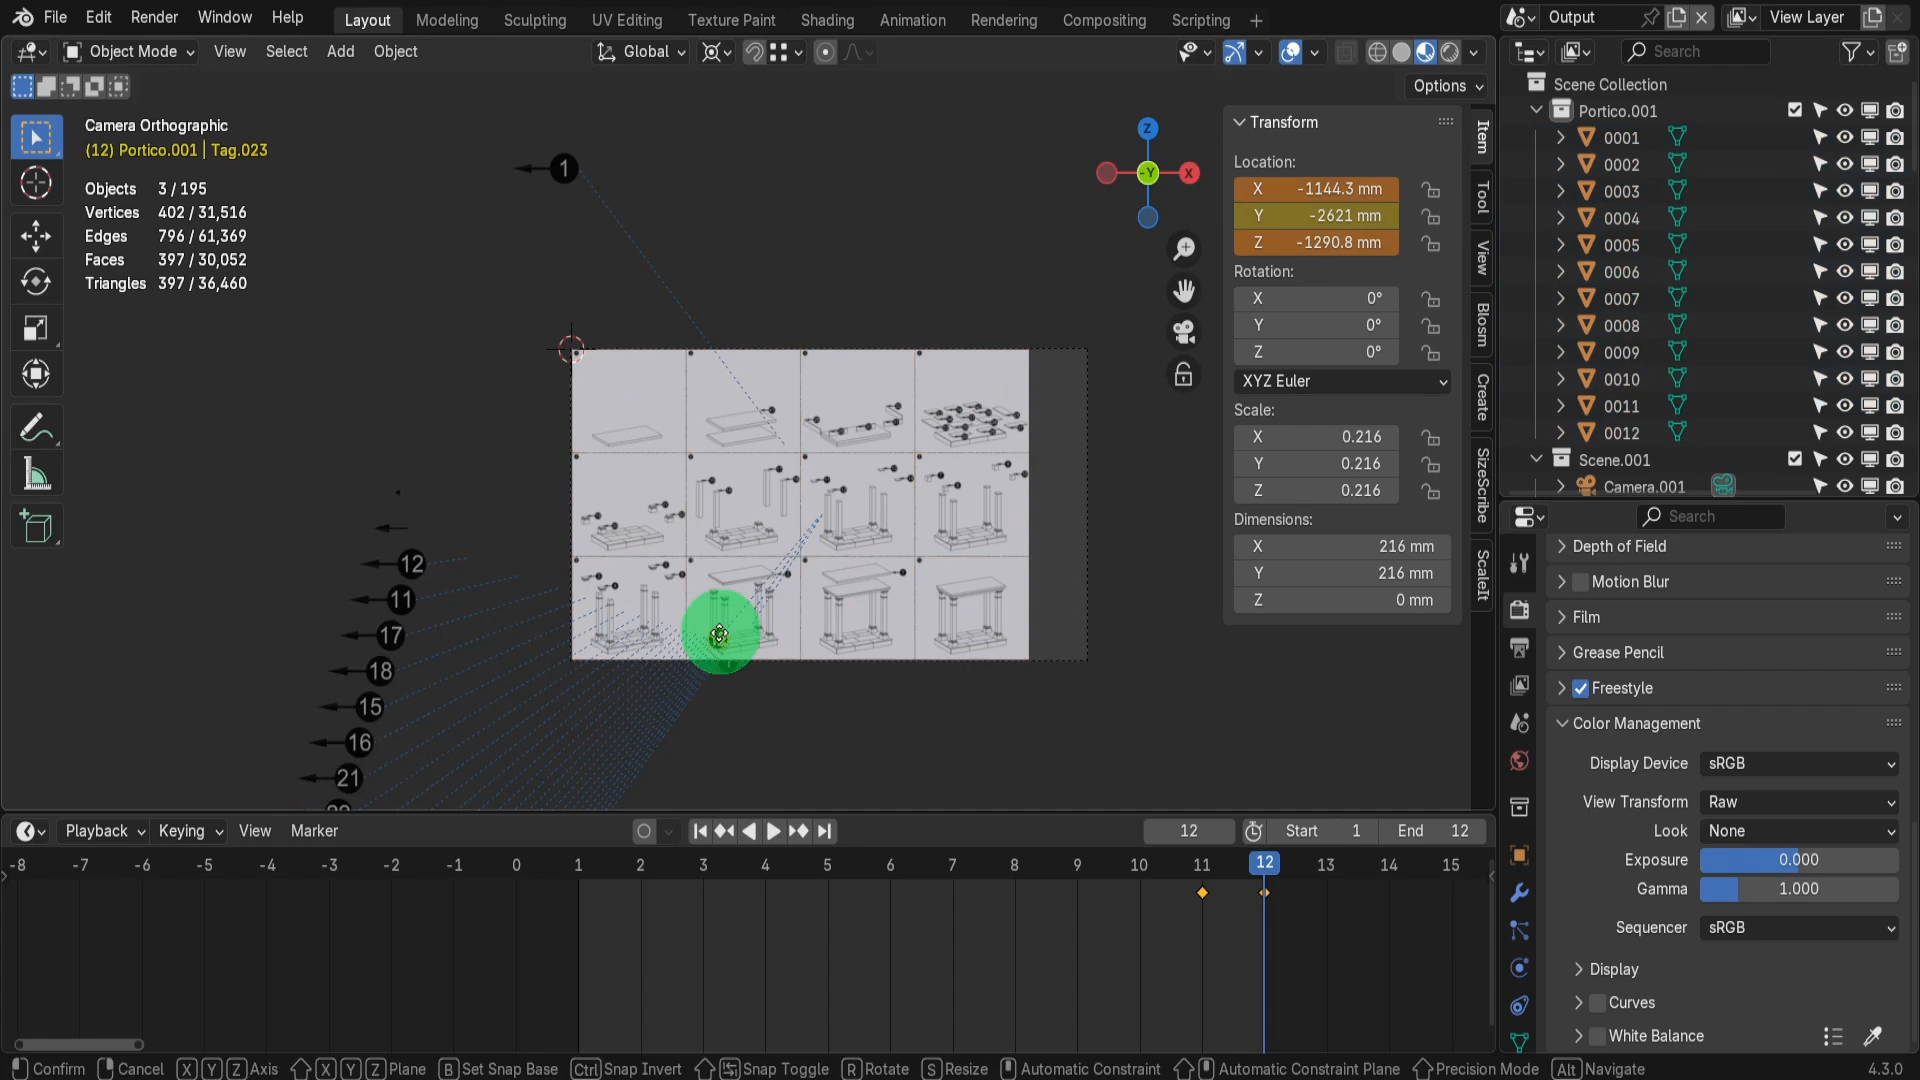 File Edit Render Window Help
Layout Modeling Sculpting UV Editing Texture Paint Shading Animation Rendering Compositing Scripting +
Output View Layer
Object Mode View Select Add Object Global
Search
Options
Camera Orthographic
(12) Portico.001 | Tag.023
Objects 3 / 195
Vertices 402 / 31,516
Edges 796 / 61,369
Faces 397 / 30,052
Triangles 397 / 36,460
1
12
11
17
18
15
16
21
Z
-Y
X
Transform
Location:
X -1144.3 mm
Y -2621 mm
Z -1290.8 mm
Rotation:
X 0°
Y 0°
Z 0°
XYZ Euler
Scale:
X 0.216
Y 0.216
Z 0.216
Dimensions:
X 216 mm
Y 216 mm
Z 0 mm
Item
Tool
View
Blosm
Create
SizeScribe
ScaleIt
Scene Collection
Portico.001
0001
0002
0003
0004
0005
0006
0007
0008
0009
0010
0011
0012
Scene.001
Camera.001
Search
Depth of Field
Motion Blur
Film
Grease Pencil
Freestyle
Color Management
Display Device sRGB
View Transform Raw
Look None
Exposure 0.000
Gamma 1.000
Sequencer sRGB
Display
Curves
White Balance
Playback Keying View Marker
12 Start 1 End 12
-8 -7 -6 -5 -4 -3 -2 -1 0 1 2 3 4 5 6 7 8 9 10 11 12 13 14 15
Confirm Cancel X Y Z Axis X Y Z Plane B Set Snap Base Ctrl Snap Invert Snap Toggle R Rotate S Resize Automatic Constraint Automatic Constraint Plane Precision Mode Alt Navigate 4.3.0